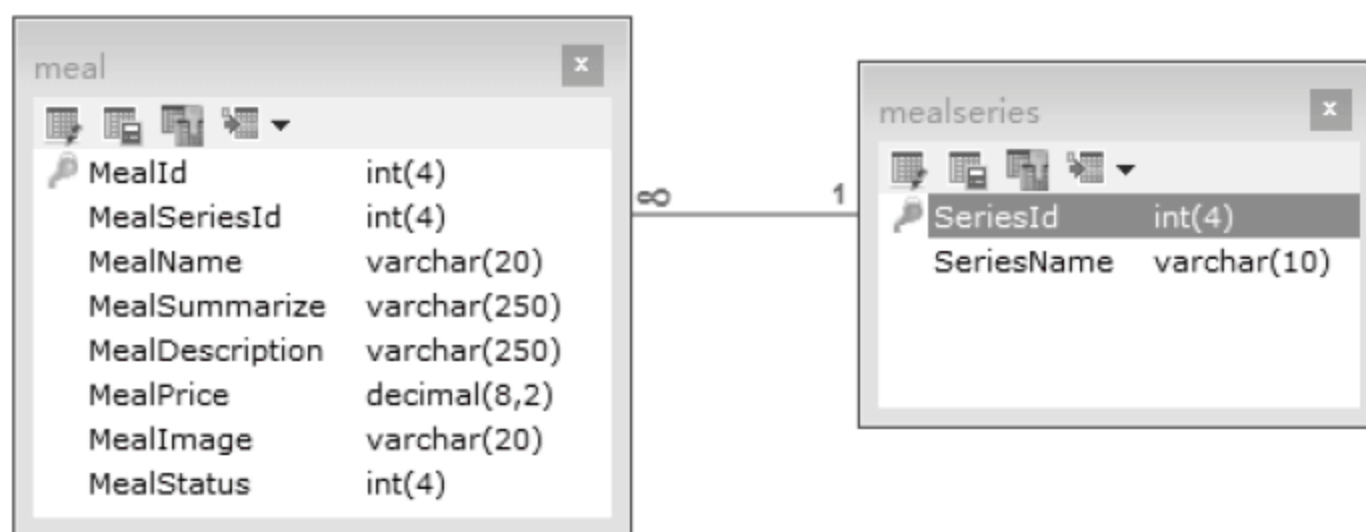 meal
MealId int(4)
MealSeriesId int(4)
MealName varchar(20)
MealSummarize varchar(250)
MealDescription varchar(250)
MealPrice decimal(8,2)
MealImage varchar(20)
MealStatus int(4)
∞ 1
mealseries
SeriesId int(4)
SeriesName varchar(10)